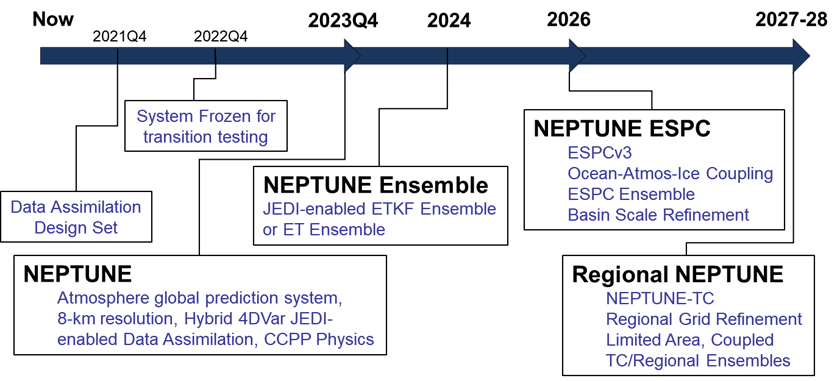 Now
2021Q4
2022Q4
2023Q4
2024
2026
2027-28
System Frozen for
transition testing
Data Assimilation
Design Set
NEPTUNE
Atmosphere global prediction system,
8-km resolution, Hybrid 4DVar JEDI-
enabled Data Assimilation, CCPP Physics
NEPTUNE Ensemble
JEDI-enabled ETKF Ensemble
or ET Ensemble
NEPTUNE ESPC
ESPCv3
Ocean-Atmos-Ice Coupling
ESPC Ensemble
Basin Scale Refinement
Regional NEPTUNE
NEPTUNE-TC
Regional Grid Refinement
Limited Area, Coupled
TC/Regional Ensembles